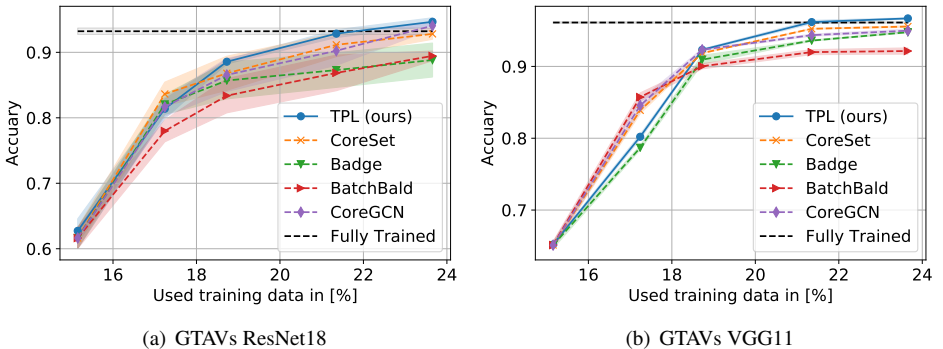 0.9
0.8
0.7
0.6
Accuary
16 18 20 22 24
Used training data in [%]
TPL (ours)
CoreSet
Badge
BatchBald
CoreGCN
Fully Trained
(a) GTAVs ResNet18
0.9
0.8
0.7
Accuary
16 18 20 22 24
Used training data in [%]
TPL (ours)
CoreSet
Badge
BatchBald
CoreGCN
Fully Trained
(b) GTAVs VGG11